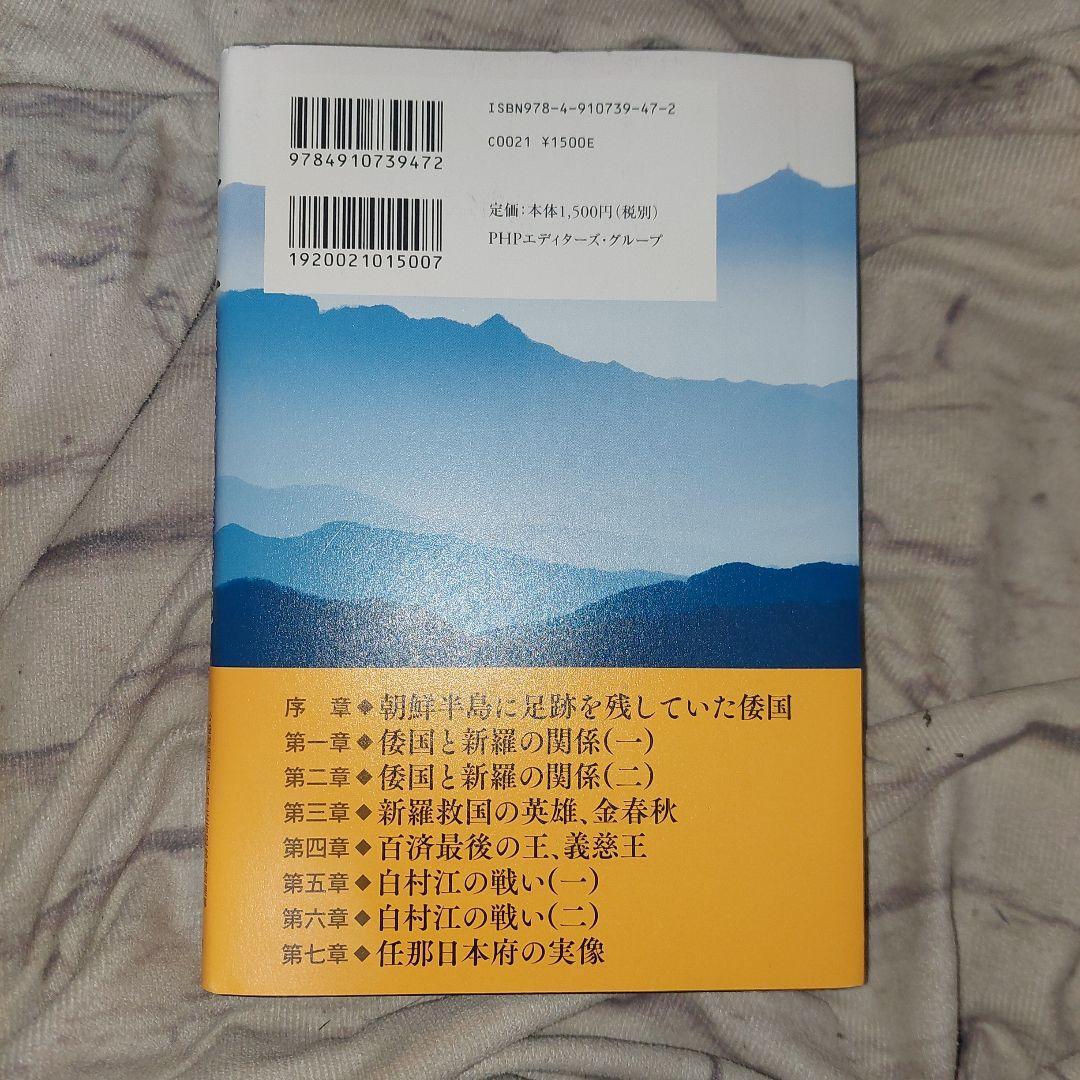 ISBN978-4-910739-47-2
9784910739472
C0021 ¥1500E
定価：本体1,500円（税別）
PHPエディターズ・グループ
1920021015007
序　章◆朝鮮半島に足跡を残していた倭国
第一章◆倭国と新羅の関係(一)
第二章◆倭国と新羅の関係(二)
第三章◆新羅救国の英雄、金春秋
第四章◆百済最後の王、義慈王
第五章◆白村江の戦い(一)
第六章◆白村江の戦い(二)
第七章◆任那日本府の実像